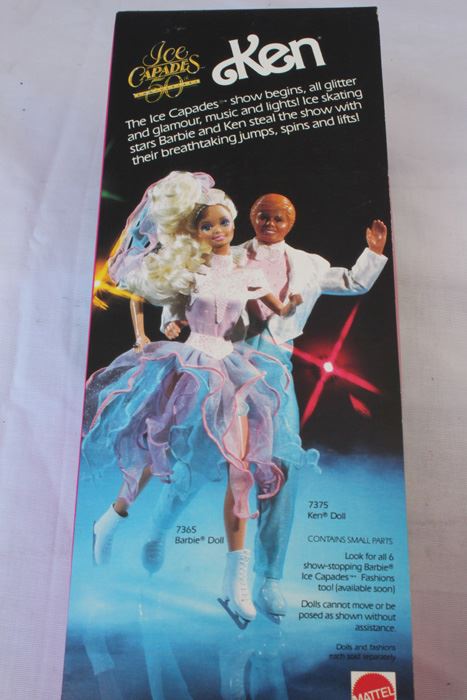 Ice
CAPADES
50
Ken
The Ice Capades™ show begins, all glitter
and glamour, music and lights! Ice skating
stars Barbie and Ken steal the show with
their breathtaking jumps, spins and lifts!
7375
Ken® Doll
7365
Barbie® Doll
CONTAINS SMALL PARTS
Look for all 6
show-stopping Barbie®
Ice Capades™ Fashions
too! (available soon)
Dolls cannot move or be
posed as shown without
assistance.
Dolls and fashions
each sold separately
MATTEL